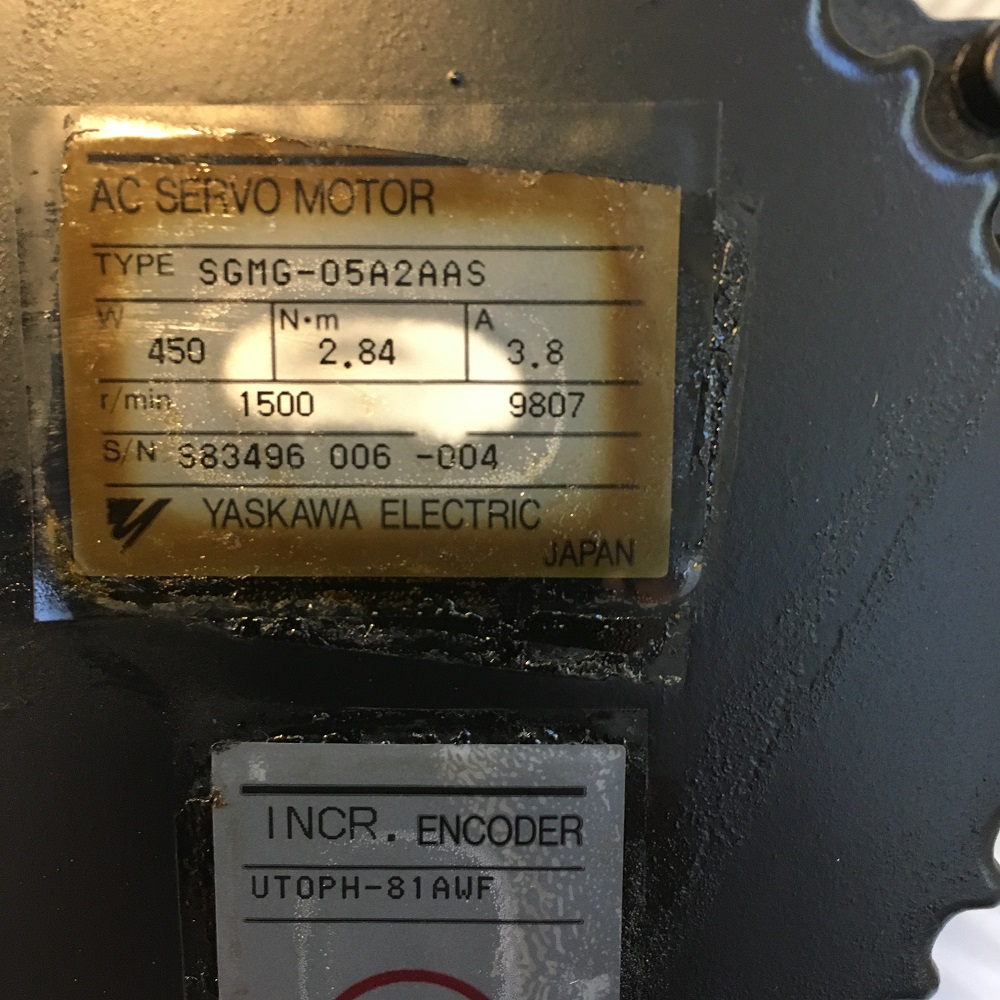 AC SERVO MOTOR
TYPE SGMG-05A2AAS
W N·m A
450 2.84 3.8
r/min 1500 9807
S/N S83496 006 -004
YASKAWA ELECTRIC
JAPAN
INCR. ENCODER
UTOPH-81AWF